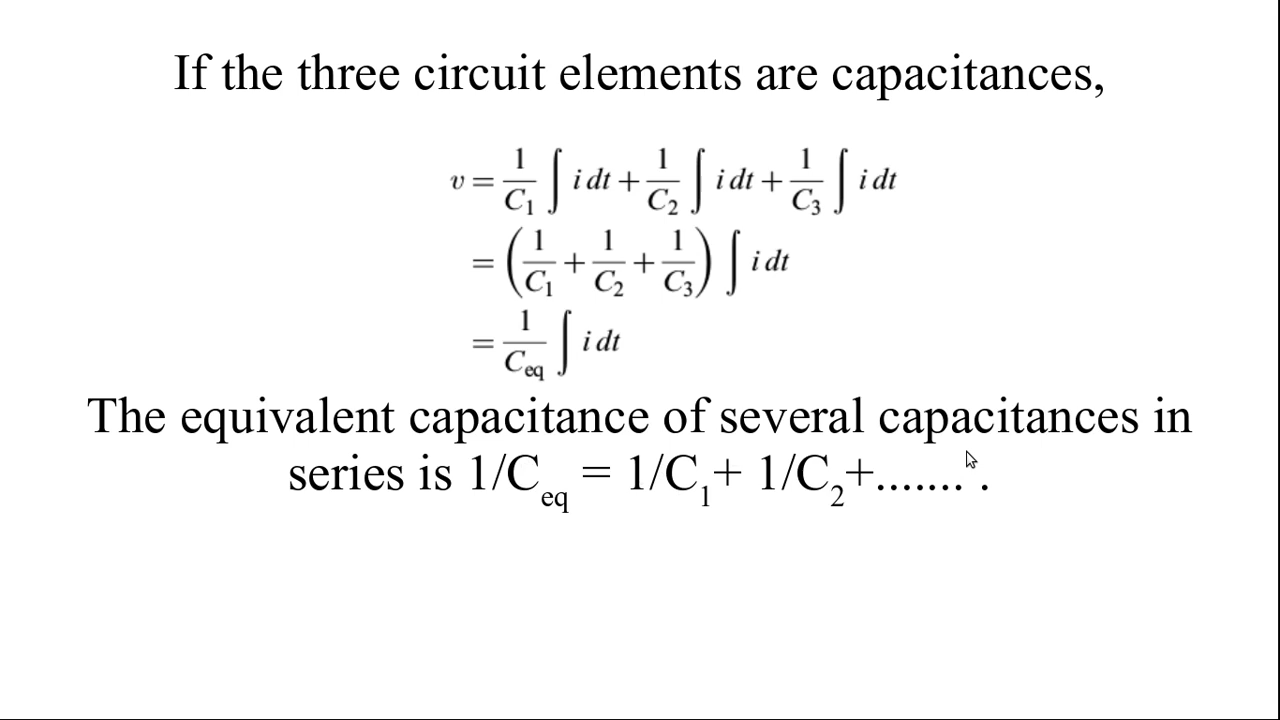 If the three circuit elements are capacitances,
v = 1/C₁ ∫ i dt + 1/C₂ ∫ i dt + 1/C₃ ∫ i dt
= (1/C₁ + 1/C₂ + 1/C₃) ∫ i dt
= 1/C_eq ∫ i dt
The equivalent capacitance of several capacitances in
series is 1/C_eq = 1/C₁+ 1/C₂+....... .